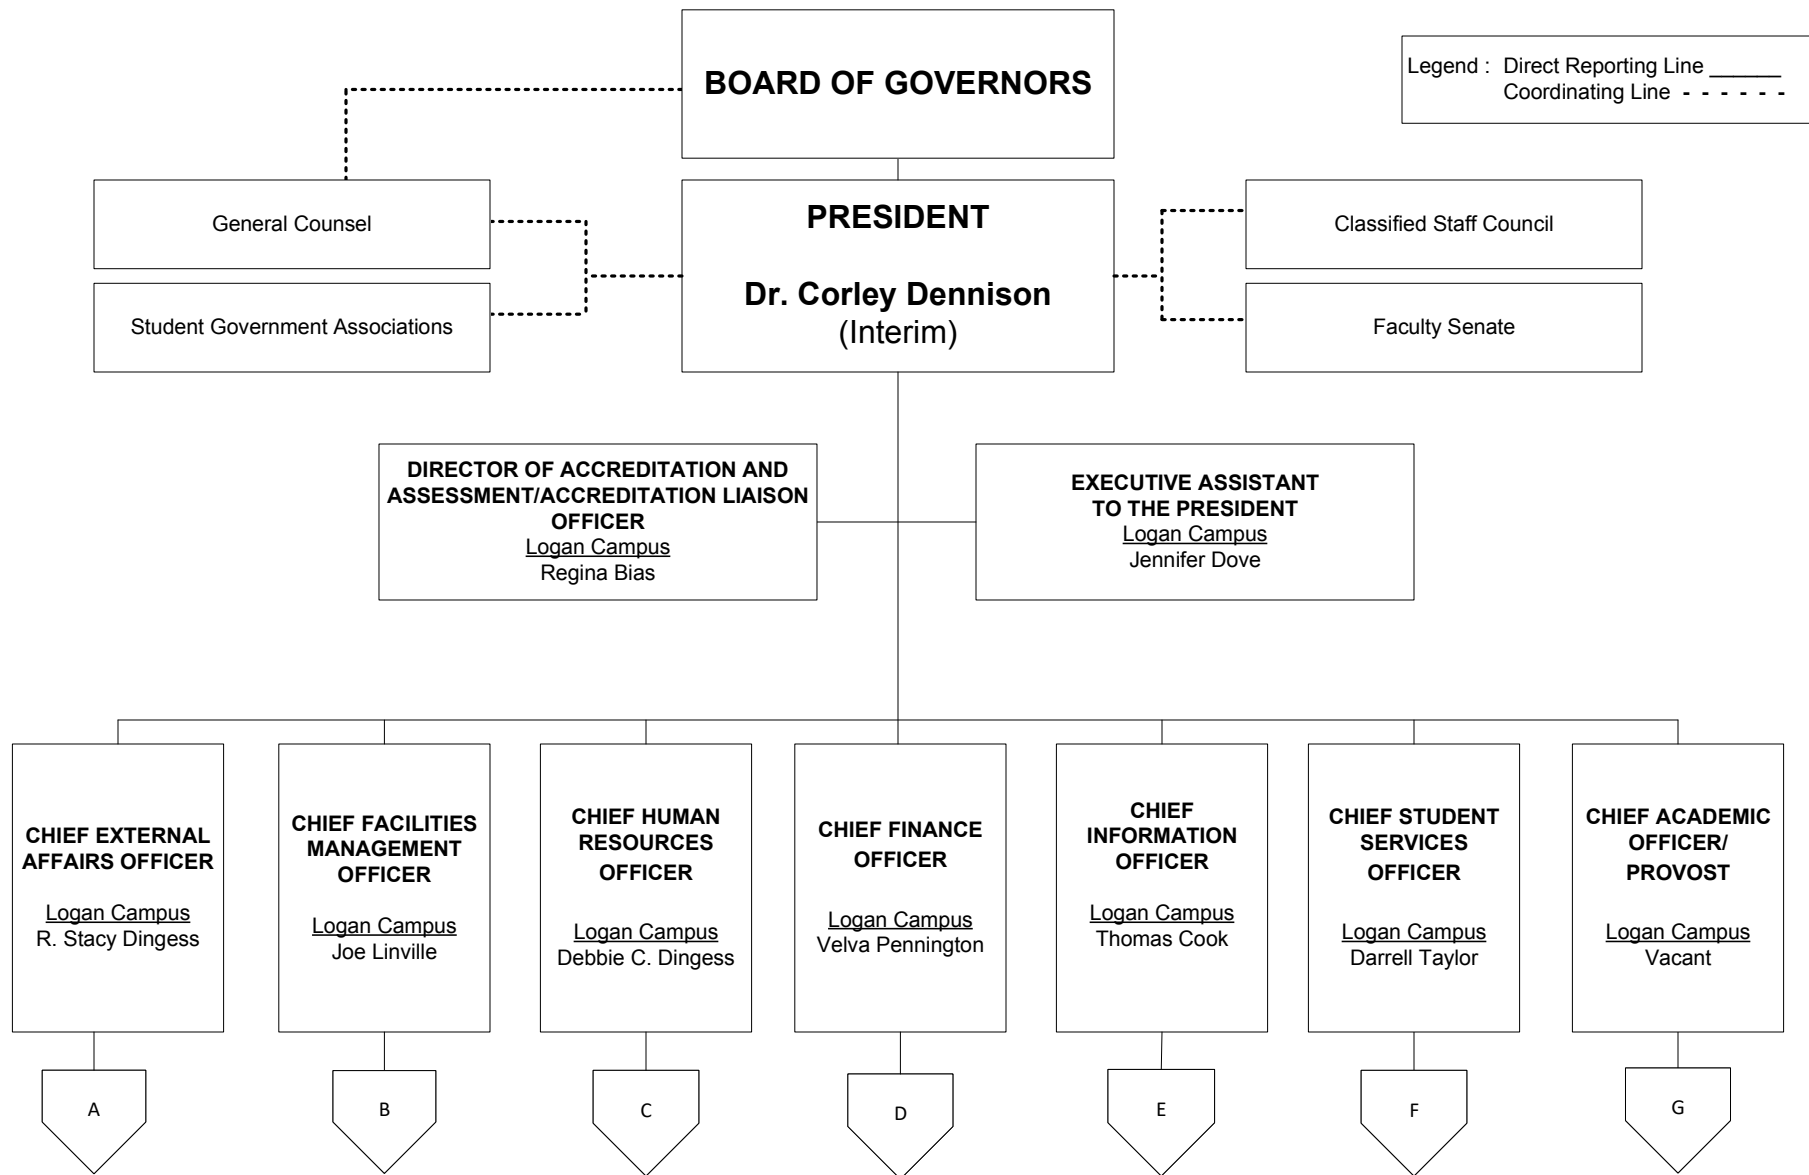 BOARD OF GOVERNORS
Legend : Direct Reporting Line ______
Coordinating Line - - - - - -
General Counsel
Student Government Associations
PRESIDENT
Dr. Corley Dennison
(Interim)
Classified Staff Council
Faculty Senate
DIRECTOR OF ACCREDITATION AND
ASSESSMENT/ACCREDITATION LIAISON
OFFICER
Logan Campus
Regina Bias
EXECUTIVE ASSISTANT
TO THE PRESIDENT
Logan Campus
Jennifer Dove
CHIEF EXTERNAL
AFFAIRS OFFICER
Logan Campus
R. Stacy Dingess
CHIEF FACILITIES
MANAGEMENT
OFFICER
Logan Campus
Joe Linville
CHIEF HUMAN
RESOURCES
OFFICER
Logan Campus
Debbie C. Dingess
CHIEF FINANCE
OFFICER
Logan Campus
Velva Pennington
CHIEF
INFORMATION
OFFICER
Logan Campus
Thomas Cook
CHIEF STUDENT
SERVICES
OFFICER
Logan Campus
Darrell Taylor
CHIEF ACADEMIC
OFFICER/
PROVOST
Logan Campus
Vacant
A
B
C
D
E
F
G